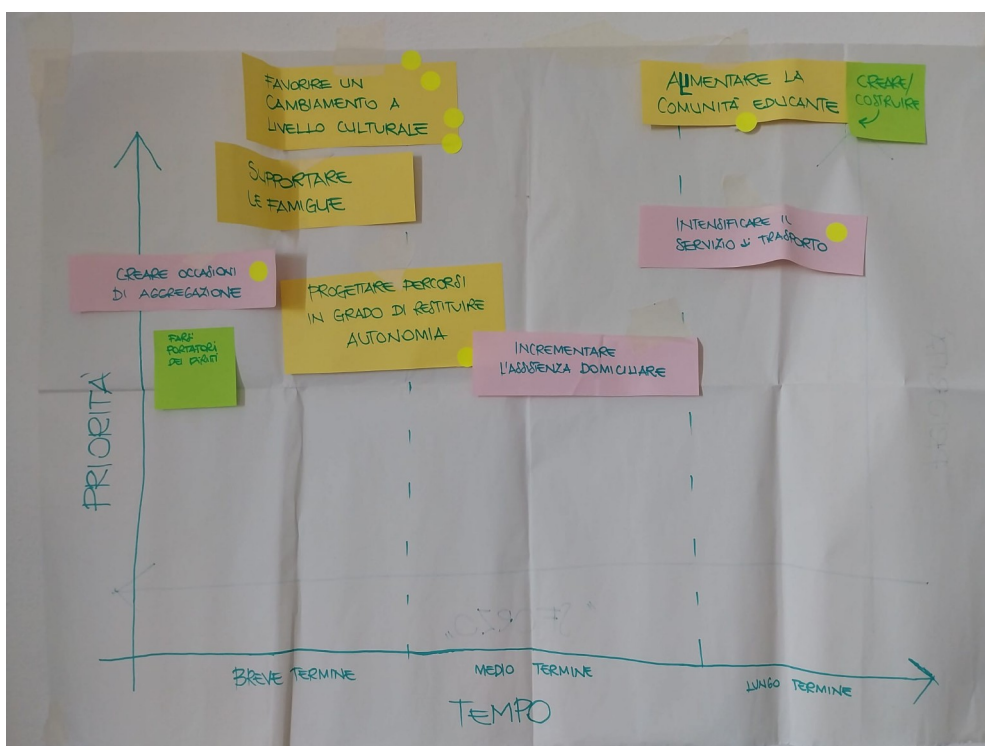 FAVORIRE UN
CAMBIAMENTO A
LIVELLO CULTURALE
ALIMENTARE LA
COMUNITÀ EDUCANTE
CREARE/
COSTRUIRE
SUPPORTARE
LE FAMIGLIE
INTENSIFICARE IL
SERVIZIO di TRASPORTO
CREARE OCCASIONI
DI AGGREGAZIONE
PROGETTARE PERCORSI
IN GRADO DI RESTITUIRE
AUTONOMIA
FARSI
PORTATORI
DEI DIRITTI
INCREMENTARE
L'ASSISTENZA DOMICILIARE
PRIORITÀ
"SFORZO"
BREVE TERMINE
MEDIO TERMINE
LUNGO TERMINE
TEMPO